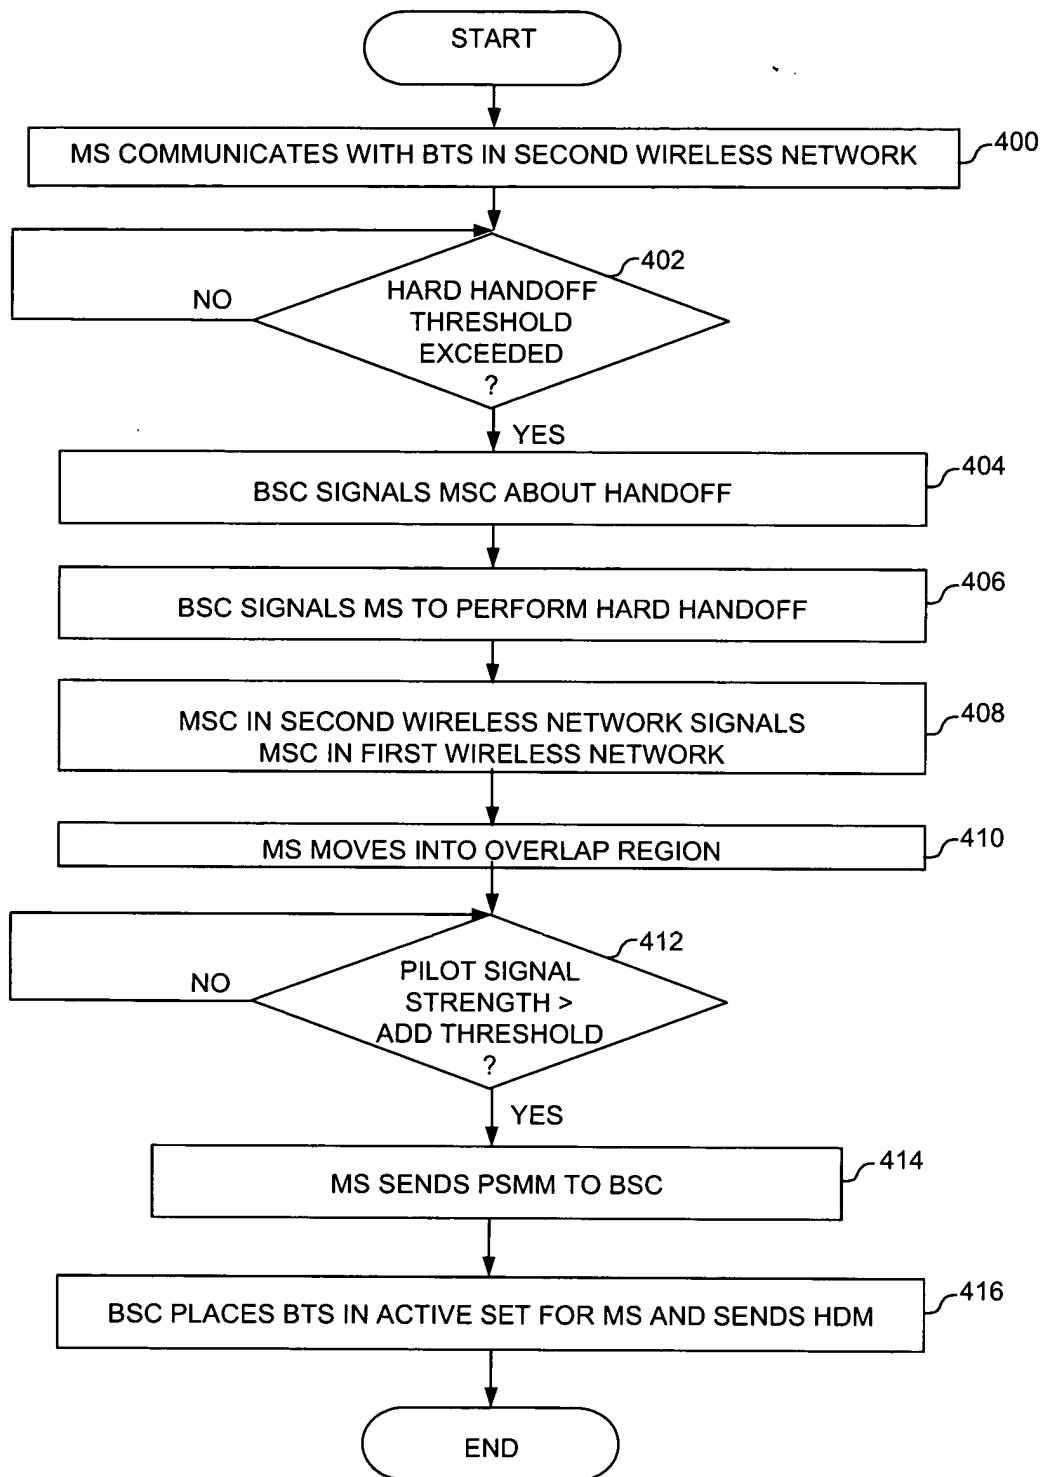 START
MS COMMUNICATES WITH BTS IN SECOND WIRELESS NETWORK
400
402
HARD HANDOFF
THRESHOLD
EXCEEDED
?
NO
YES
404
BSC SIGNALS MSC ABOUT HANDOFF
406
BSC SIGNALS MS TO PERFORM HARD HANDOFF
408
MSC IN SECOND WIRELESS NETWORK SIGNALS
MSC IN FIRST WIRELESS NETWORK
410
MS MOVES INTO OVERLAP REGION
412
PILOT SIGNAL
STRENGTH >
ADD THRESHOLD
?
NO
YES
414
MS SENDS PSMM TO BSC
416
BSC PLACES BTS IN ACTIVE SET FOR MS AND SENDS HDM
END